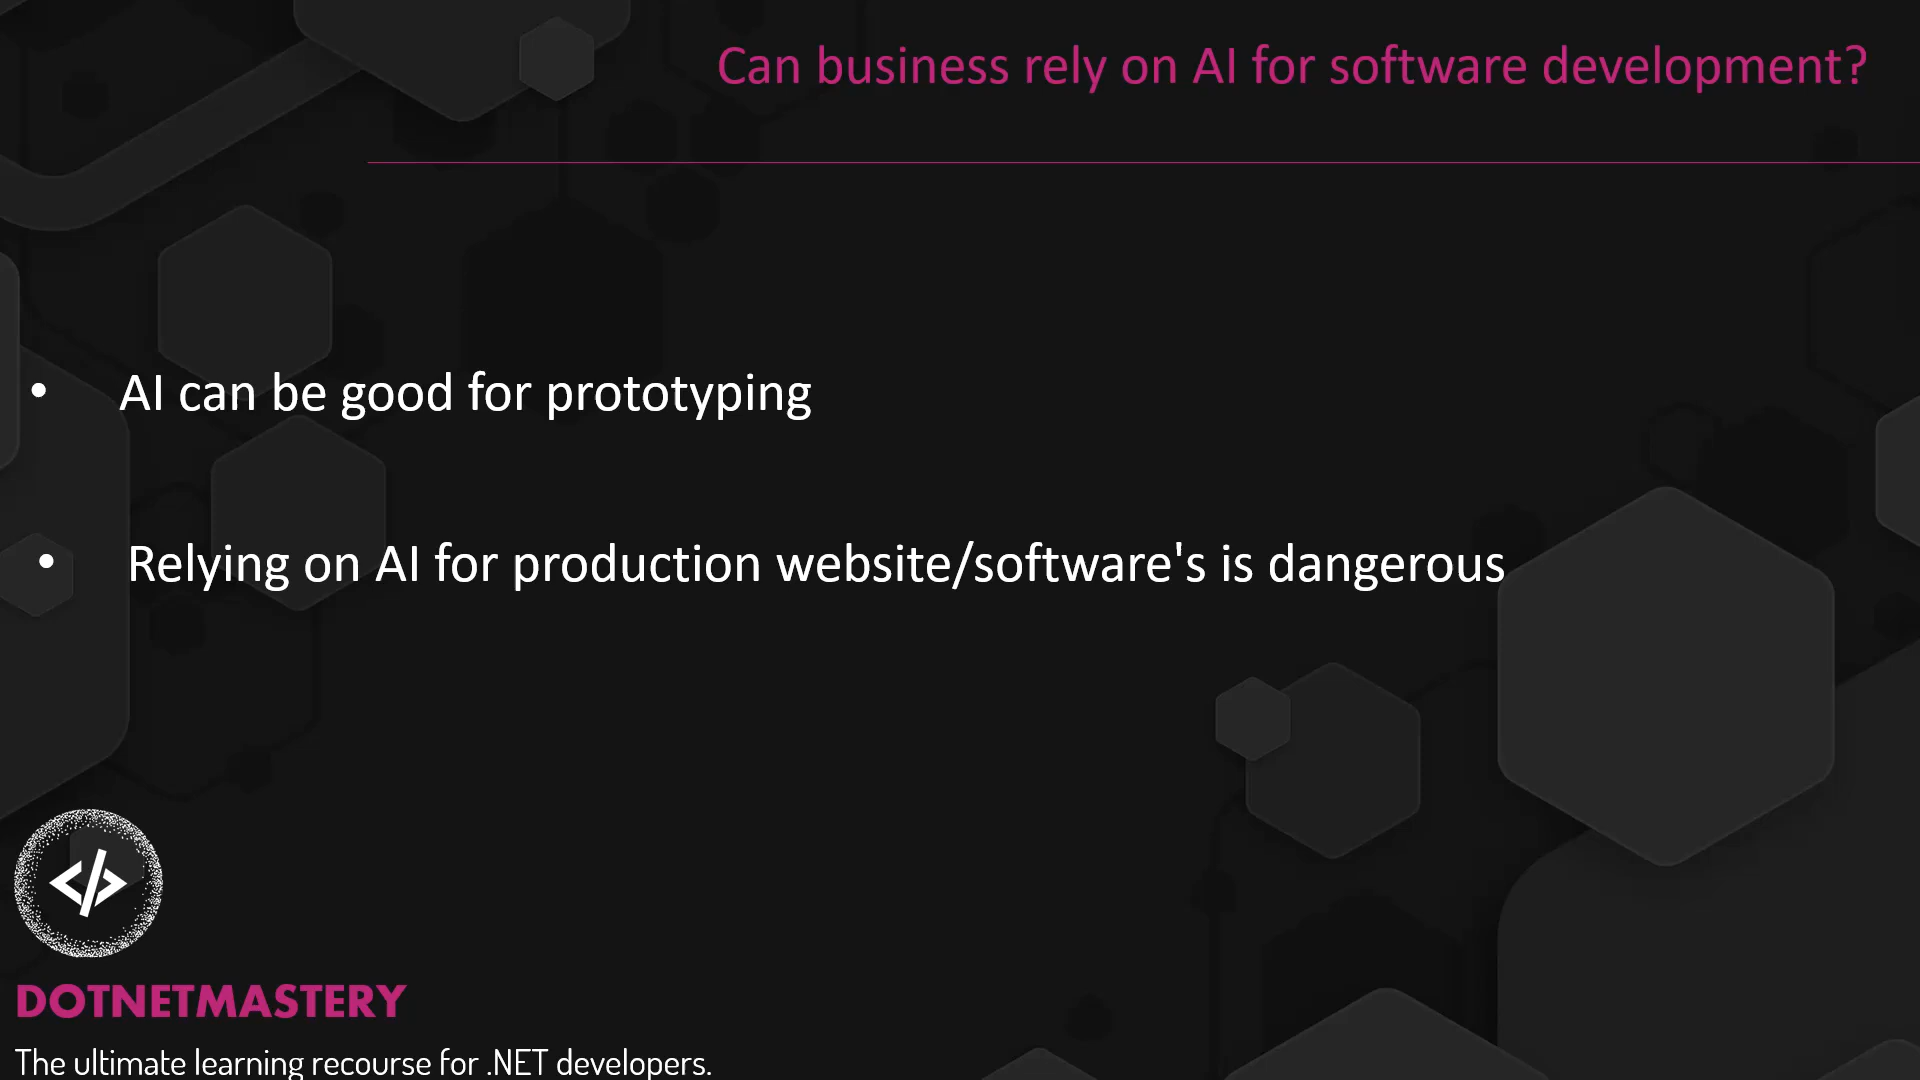 Can business rely on AI for software development?
• AI can be good for prototyping
• Relying on AI for production website/software's is dangerous
</>
DOTNETMASTERY
The ultimate learning recourse for .NET developers.